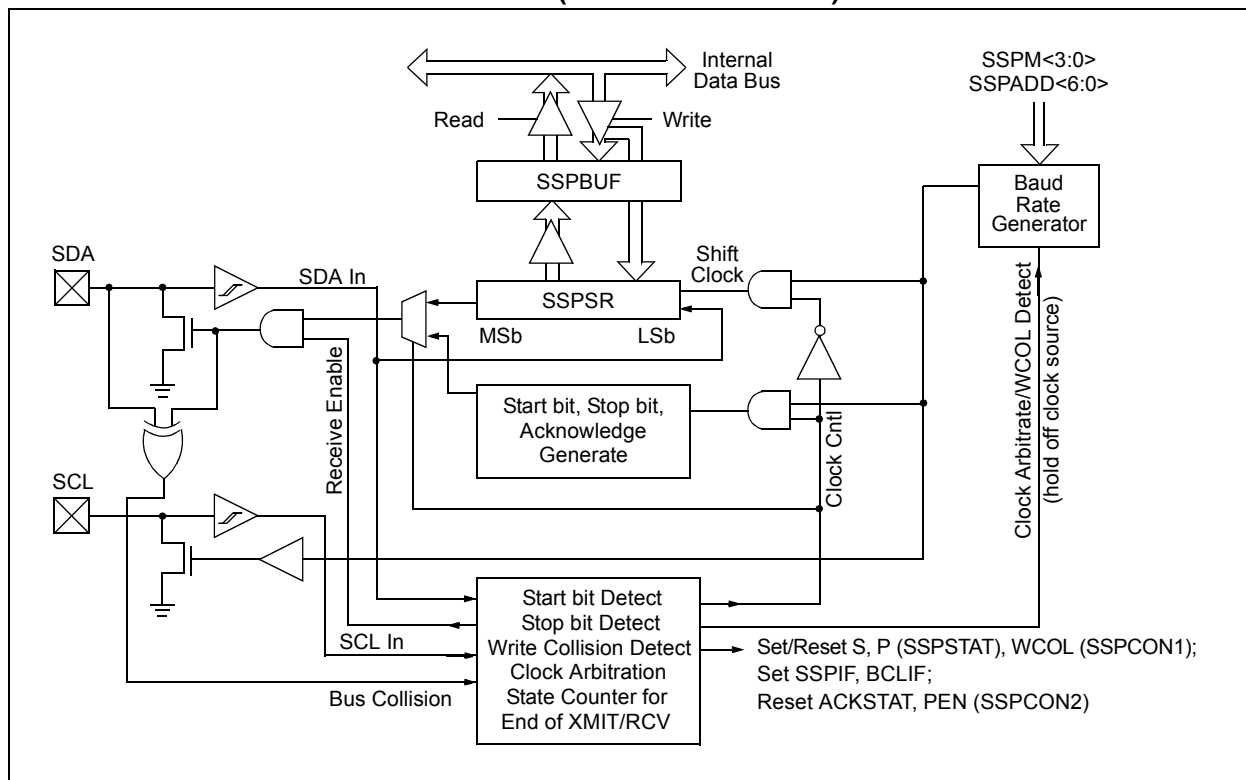 Internal
Data Bus
SSPM<3:0>
SSPADD<6:0>
Read
Write
SSPBUF
Baud
Rate
Generator
SDA
SDA In
Shift
Clock
SSPSR
MSb
LSb
Clock Arbitrate/WCOL Detect
(hold off clock source)
Receive Enable
Start bit, Stop bit,
Acknowledge
Generate
Clock Cntl
SCL
SCL In
Bus Collision
Start bit Detect
Stop bit Detect
Write Collision Detect
Clock Arbitration
State Counter for
End of XMIT/RCV
Set/Reset S, P (SSPSTAT), WCOL (SSPCON1);
Set SSPIF, BCLIF;
Reset ACKSTAT, PEN (SSPCON2)